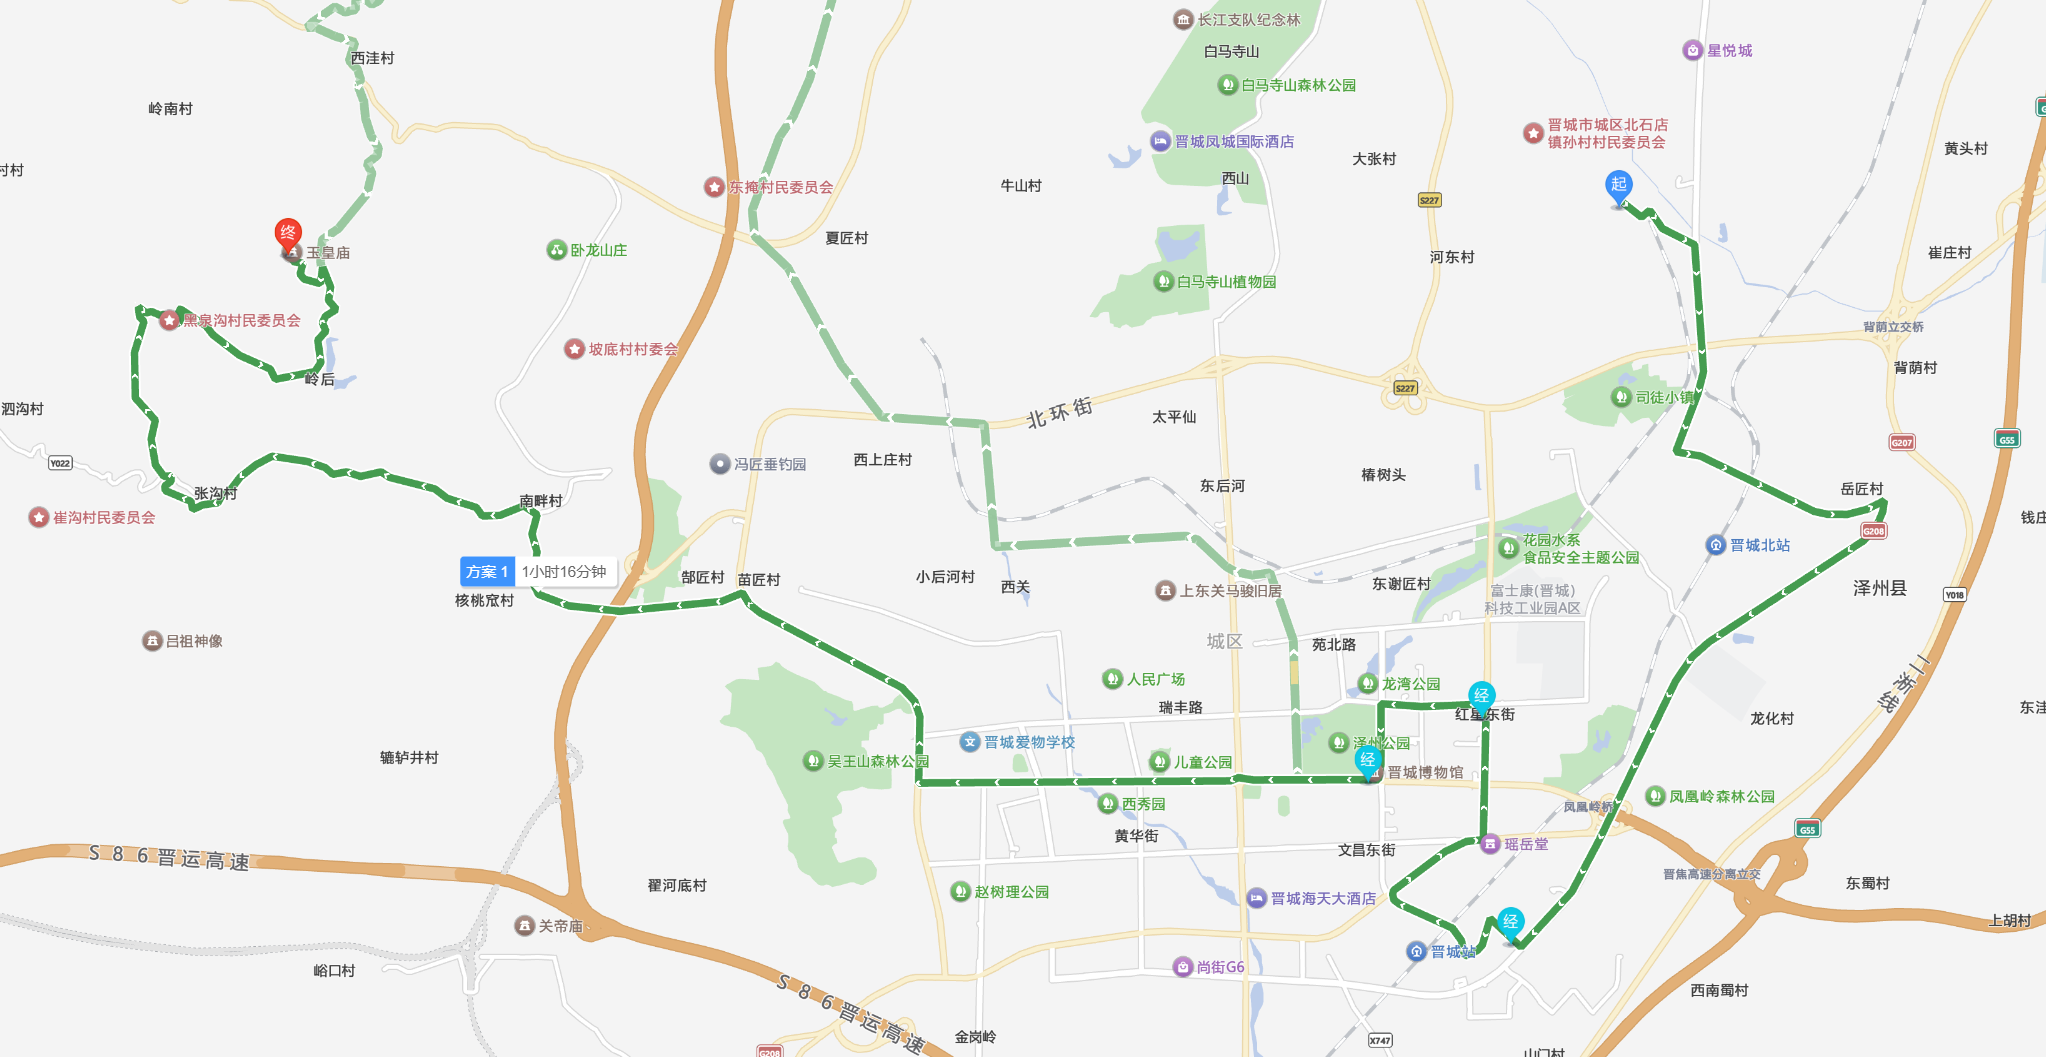 长江支队纪念林
白马寺山
星悦城
西洼村
白马寺山森林公园
岭南村
晋城市城区北石店
镇孙村村民委员会
晋城凤城国际酒店
大张村
黄头村
村村
西山
牛山村
东掩村民委员会
起
S227
终
玉皇庙
卧龙山庄
夏匠村
河东村
崔庄村
白马寺山植物园
黑泉沟村民委员会
背荫立交桥
坡底村村委会
岭后
背荫村
S227
司徒小镇
泗沟村
北环街
太平仙
G207
G55
Y022
冯匠垂钓园
西上庄村
椿树头
张沟村
南畔村
东后河
岳匠村
崔沟村民委员会
钱庄
G208
花园水系
食品安全主题公园
晋城北站
方案 1
1小时16分钟
郜匠村
苗匠村
小后河村
西关
上东关马骏旧居
东谢匠村
富士康(晋城)
科技工业园A区
泽州县
Y018
核桃窊村
吕祖神像
城区
苑北路
人民广场
龙湾公园
二淅线
经
瑞丰路
红星东街
龙化村
东洼
晋城爱物学校
泽州公园
辘轳井村
吴王山森林公园
儿童公园
经
晋城博物馆
西秀园
凤凰岭森林公园
凤凰岭桥
黄华街
G55
S86晋运高速
文昌东街
瑶岳堂
晋焦高速分离立交
翟河底村
赵树理公园
晋城海天大酒店
东蜀村
关帝庙
经
上胡村
晋城站
峪口村
尚街G6
S86晋运高速
西南蜀村
金岗岭
X747
G208
山门村